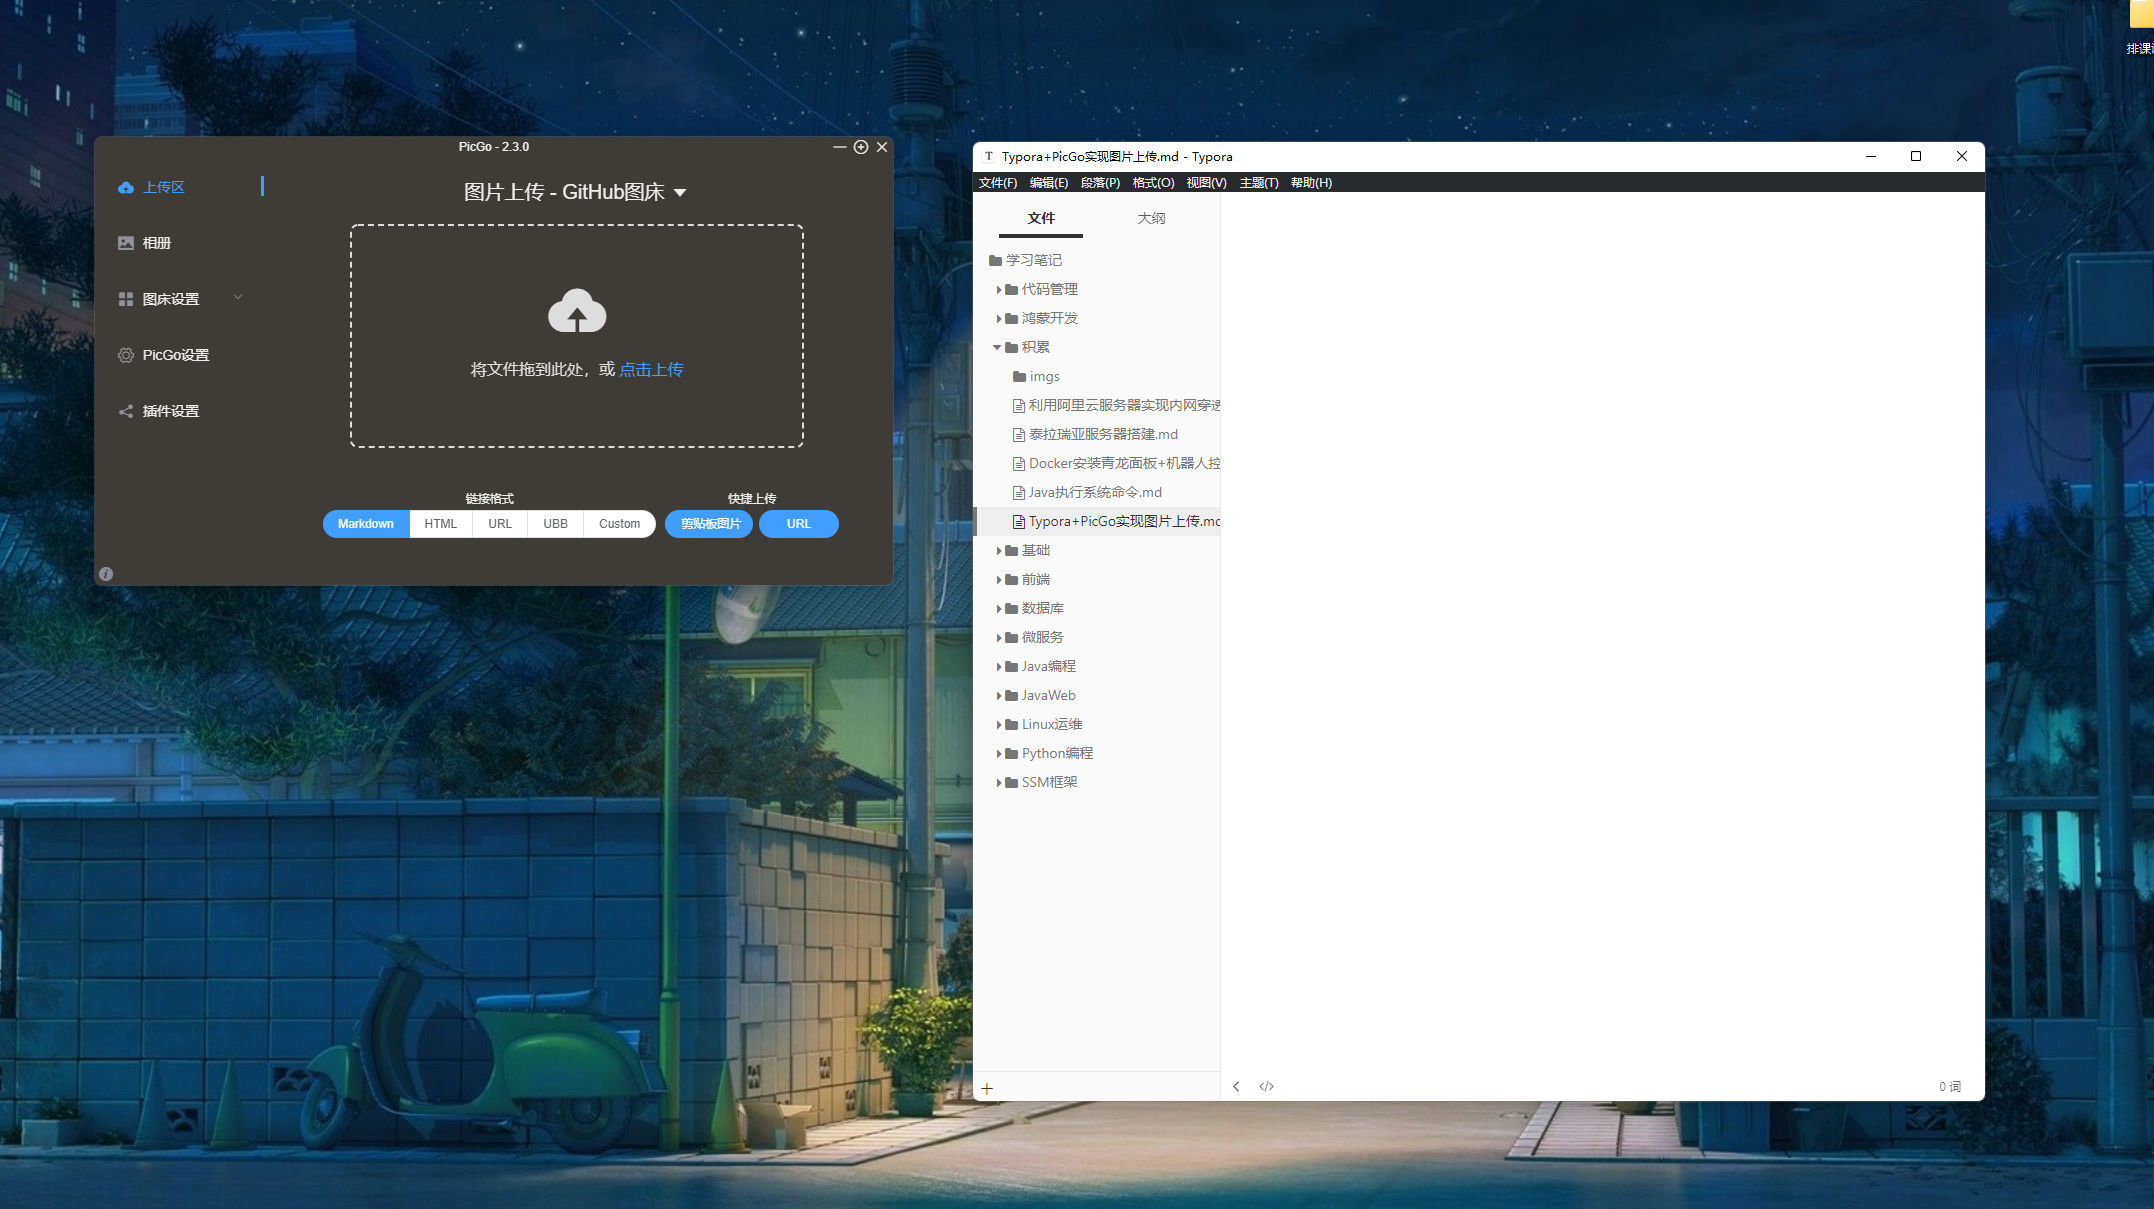 PicGo - 2.3.0
上传区
相册
图床设置
PicGo设置
插件设置
图片上传 - GitHub图床
将文件拖到此处，或 点击上传
链接格式
快捷上传
Markdown HTML URL UBB Custom
剪贴板图片 URL
T Typora+PicGo实现图片上传.md - Typora
文件(F) 编辑(E) 段落(P) 格式(O) 视图(V) 主题(T) 帮助(H)
文件 大纲
学习笔记
代码管理
鸿蒙开发
积累
imgs
利用阿里云服务器实现内网穿透
泰拉瑞亚服务器搭建.md
Docker安装青龙面板+机器人控
Java执行系统命令.md
Typora+PicGo实现图片上传.md
基础
前端
数据库
微服务
Java编程
JavaWeb
Linux运维
Python编程
SSM框架
0 词
排课